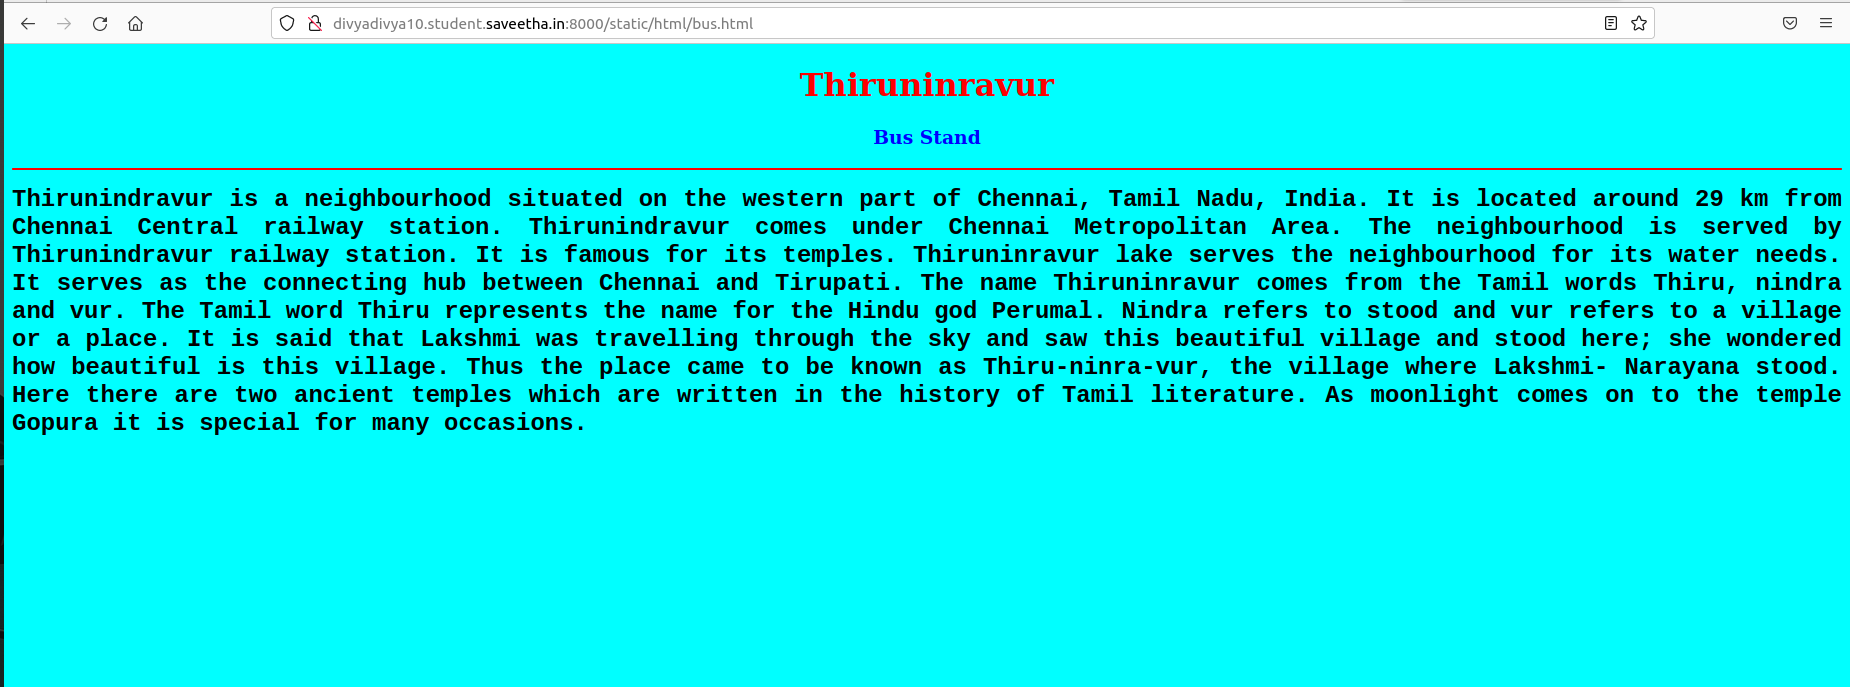 divyadivya10.student.saveetha.in:8000/static/html/bus.html
Thiruninravur
Bus Stand
Thirunindravur is a neighbourhood situated on the western part of Chennai, Tamil Nadu, India. It is located around 29 km from
Chennai Central railway station. Thirunindravur comes under Chennai Metropolitan Area. The neighbourhood is served by
Thirunindravur railway station. It is famous for its temples. Thiruninravur lake serves the neighbourhood for its water needs.
It serves as the connecting hub between Chennai and Tirupati. The name Thiruninravur comes from the Tamil words Thiru, nindra
and vur. The Tamil word Thiru represents the name for the Hindu god Perumal. Nindra refers to stood and vur refers to a village
or a place. It is said that Lakshmi was travelling through the sky and saw this beautiful village and stood here; she wondered
how beautiful is this village. Thus the place came to be known as Thiru-ninra-vur, the village where Lakshmi- Narayana stood.
Here there are two ancient temples which are written in the history of Tamil literature. As moonlight comes on to the temple
Gopura it is special for many occasions.